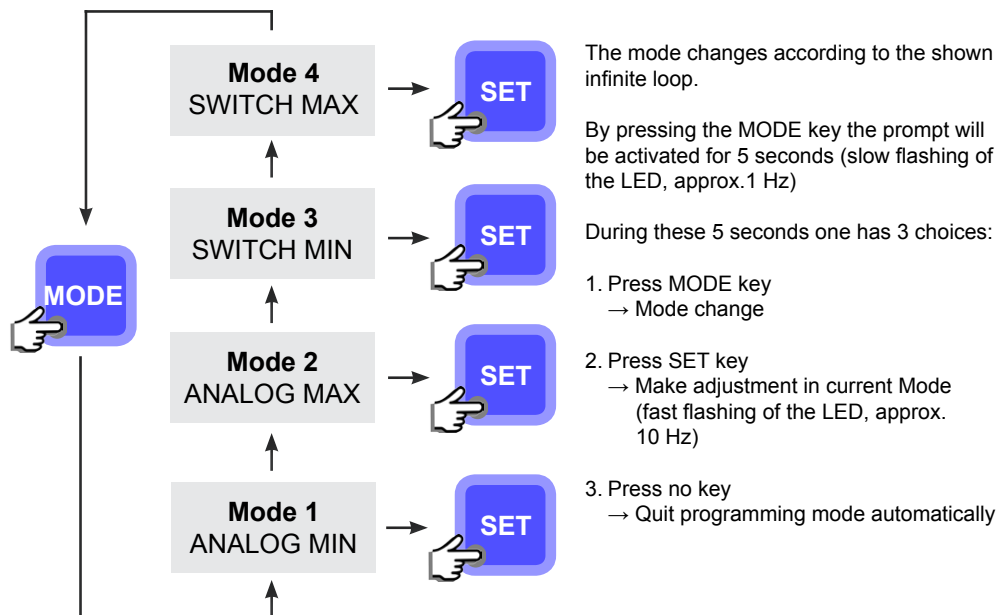 Mode 4
SWITCH MAX
SET
Mode 3
SWITCH MIN
SET
MODE
Mode 2
ANALOG MAX
SET
Mode 1
ANALOG MIN
SET
The mode changes according to the shown
infinite loop.
By pressing the MODE key the prompt will
be activated for 5 seconds (slow flashing of
the LED, approx.1 Hz)
During these 5 seconds one has 3 choices:
1. Press MODE key
→ Mode change
2. Press SET key
→ Make adjustment in current Mode
(fast flashing of the LED, approx.
10 Hz)
3. Press no key
→ Quit programming mode automatically